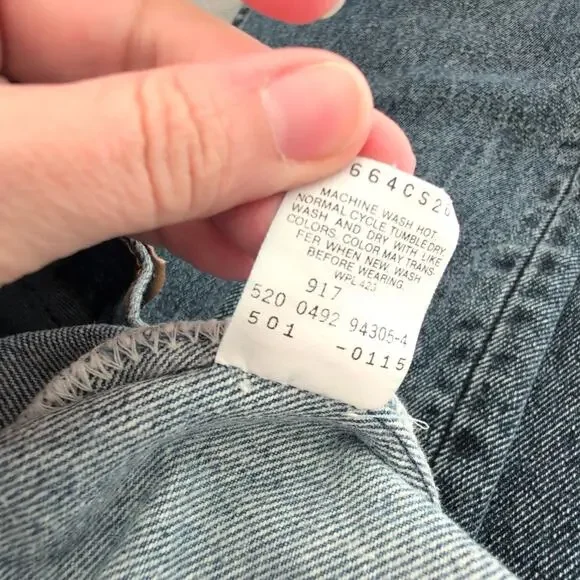 664CS20
MACHINE WASH HOT
NORMAL CYCLE TUMBLE DRY
WASH AND DRY WITH LIKE
COLORS. COLOR MAY TRANS-
FER WHEN NEW. WASH
BEFORE WEARING.
WPL 423
917
520 0492 94305-4
501 -0115